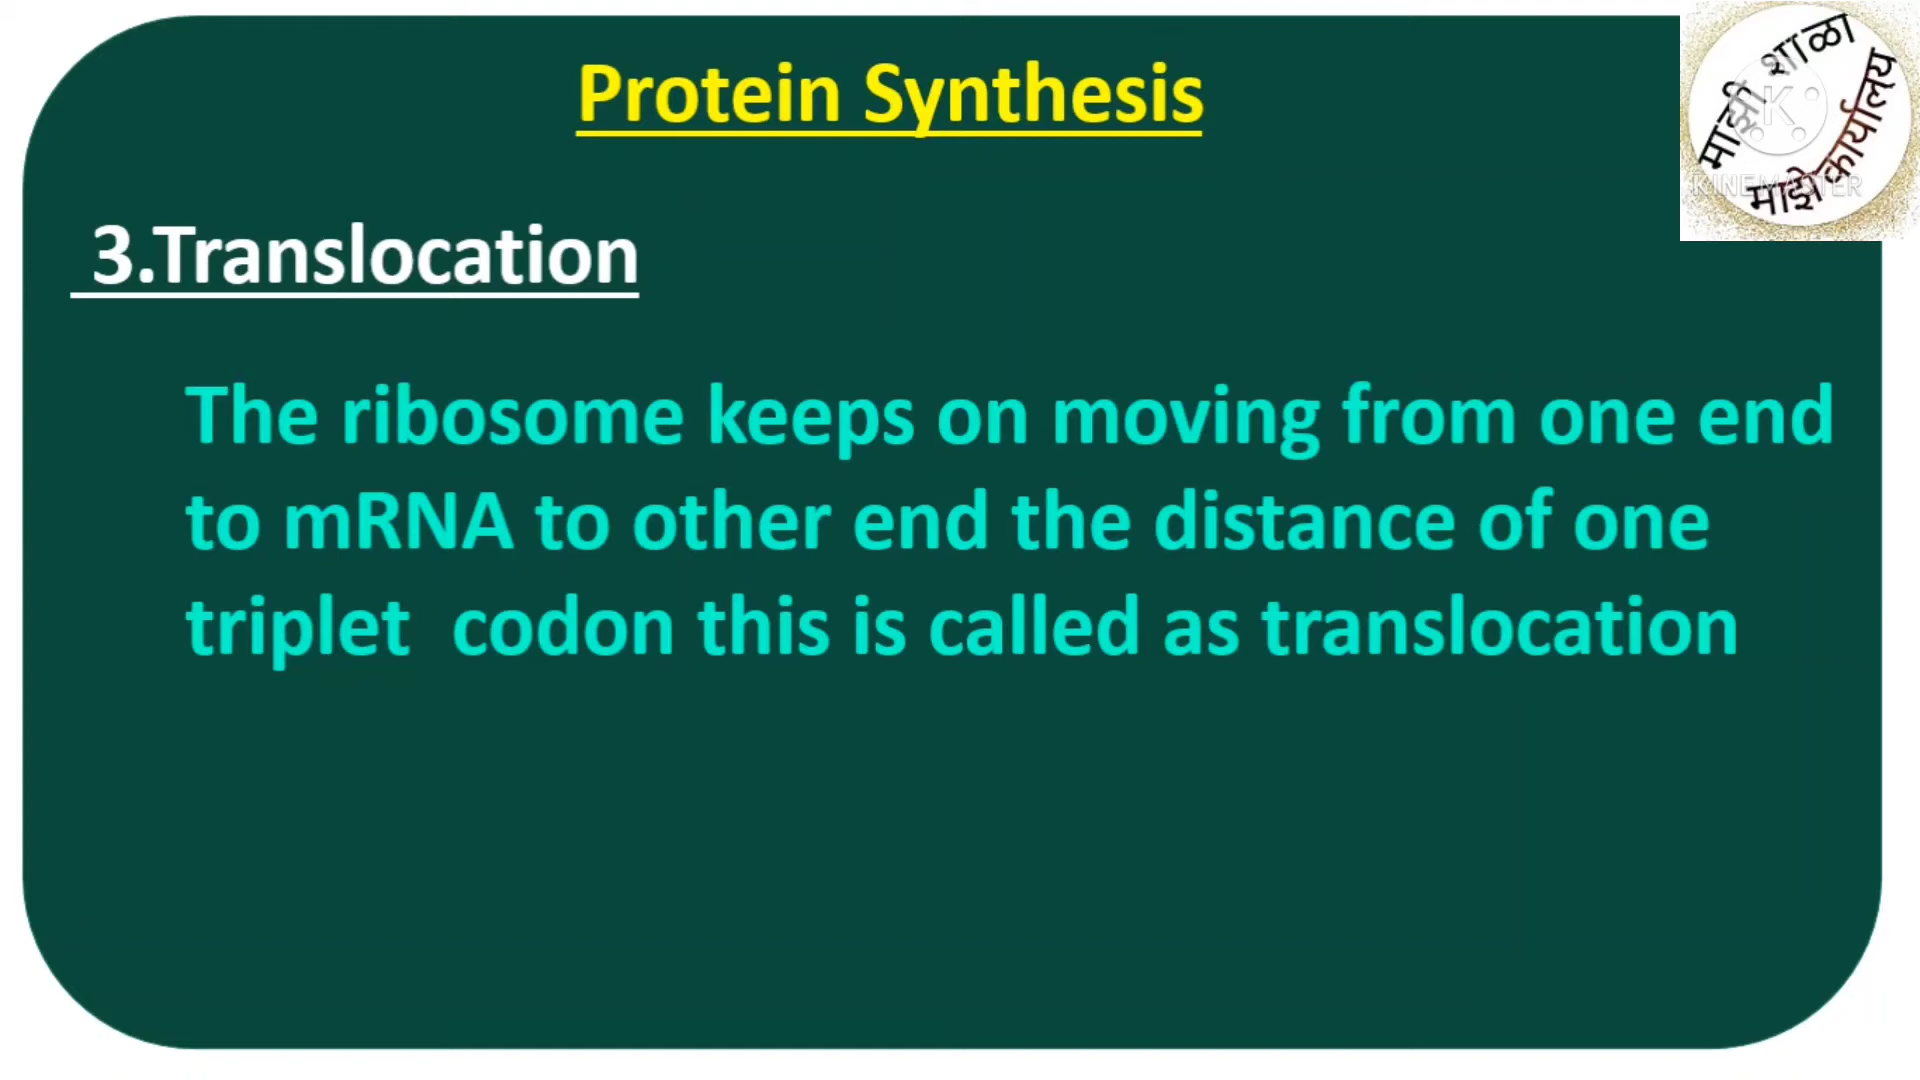 Protein Synthesis
माझी शाळा
माझे कार्यालय
KINEMASTER
3.Translocation
The ribosome keeps on moving from one end
to mRNA to other end the distance of one
triplet codon this is called as translocation